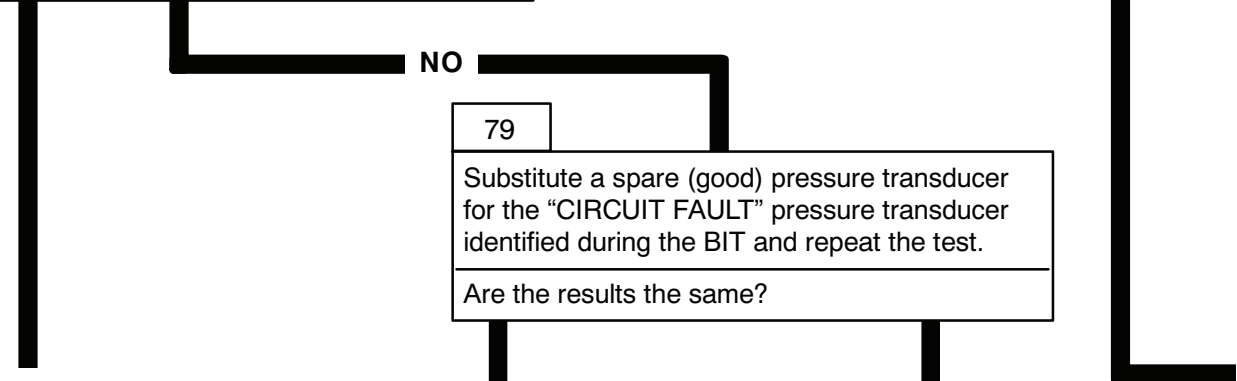 NO
79
Substitute a spare (good) pressure transducer
for the “CIRCUIT FAULT” pressure transducer
identified during the BIT and repeat the test.
Are the results the same?